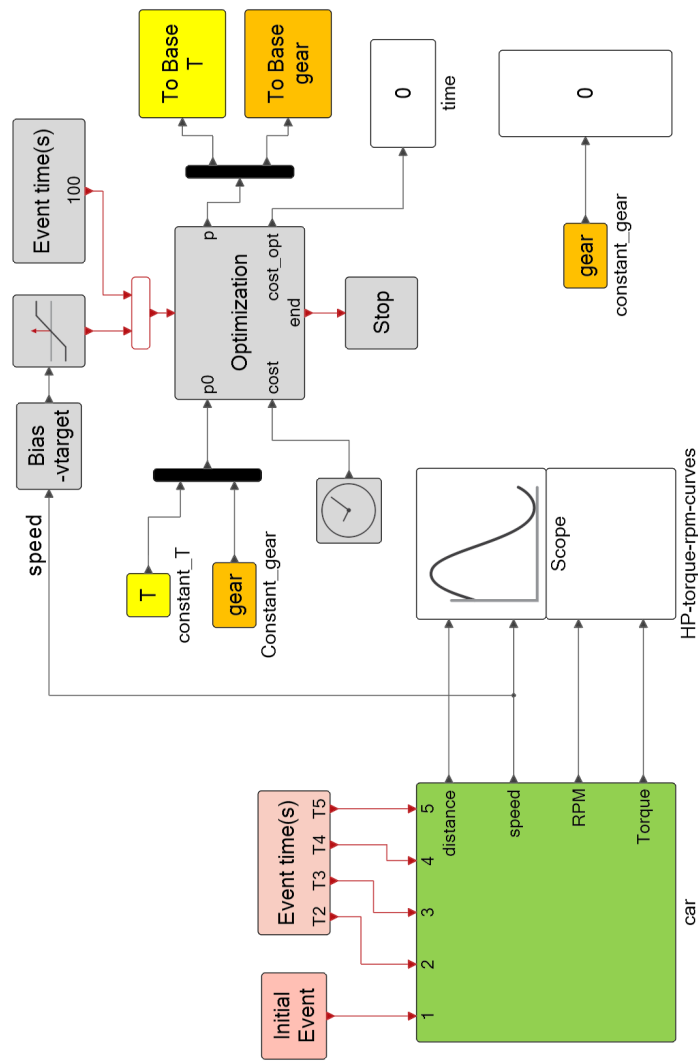 speed
Bias
-vtarget
Event time(s)
100
To Base
T
T
constant_T
p0
p
Optimization
gear
Constant_gear
cost
cost_opt
end
To Base
gear
Stop
0
time
Initial
Event
Event time(s)
T2 T3 T4 T5
1 2 3 4 5
distance
speed
RPM
Torque
car
Scope
HP-torque-rpm-curves
gear
constant_gear
0